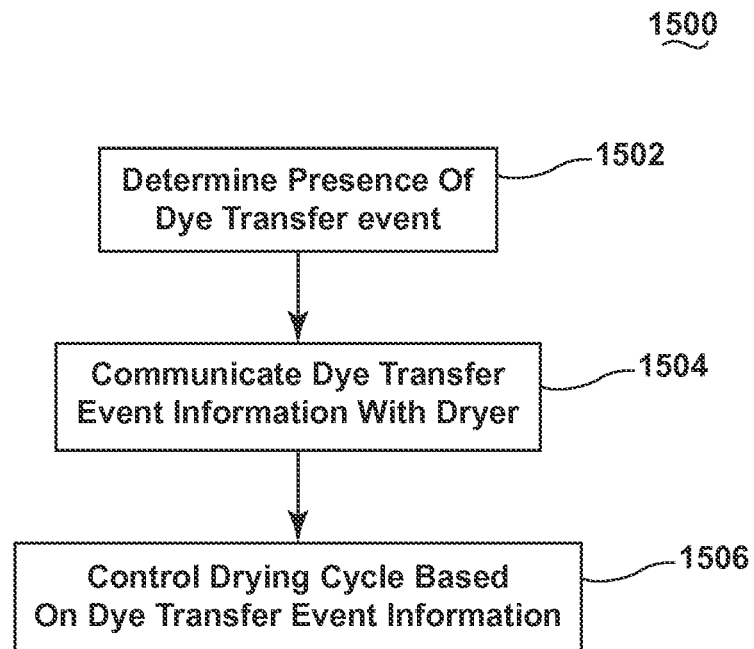 1500
1502
Determine Presence Of
Dye Transfer event
1504
Communicate Dye Transfer
Event Information With Dryer
1506
Control Drying Cycle Based
On Dye Transfer Event Information